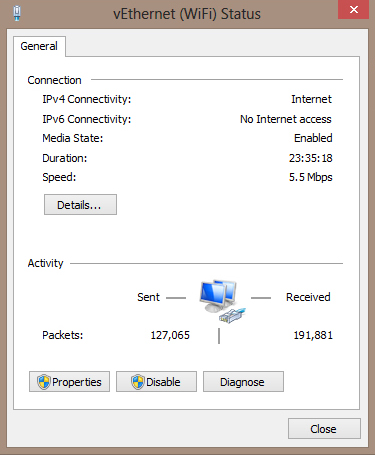 vEthernet (WiFi) Status
General
Connection
IPv4 Connectivity: Internet
IPv6 Connectivity: No Internet access
Media State: Enabled
Duration: 23:35:18
Speed: 5.5 Mbps
Details...
Activity
Sent Received
Packets: 127,065 191,881
Properties Disable Diagnose
Close